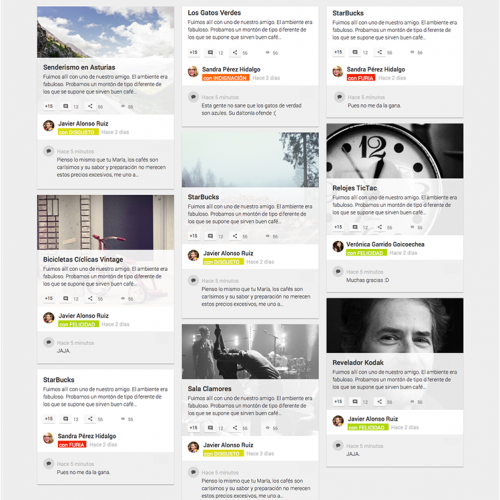 Senderismo en Asturias
Fuimos allí con uno de nuestro amigo. El ambiente era
fabuloso. Probamos un montón de tipo diferente de
los que se supone que sirven buen café...
+15 12 56 56
Javier Alonso Ruiz
con DISGUSTO Hace 2 días
Hace 5 minutos
Pienso lo mismo que tu María, los cafés son
carísimos y su sabor y preparación no merecen
estos precios excesivos, me uno a...
Bicicletas Cíclicas Vintage
Fuimos allí con uno de nuestro amigo. El ambiente era
fabuloso. Probamos un montón de tipo diferente de
los que se supone que sirven buen café...
+15 12 56 56
Javier Alonso Ruiz
con FELICIDAD Hace 2 días
Hace 5 minutos
JAJA.
StarBucks
Fuimos allí con uno de nuestro amigo. El ambiente era
fabuloso. Probamos un montón de tipo diferente de
los que se supone que sirven buen café...
+15 12 56 56
Sandra Pérez Hidalgo
con FURIA Hace 2 días
Hace 5 minutos
Pues no me da la gana.
Los Gatos Verdes
Fuimos allí con uno de nuestro amigo. El ambiente era
fabuloso. Probamos un montón de tipo diferente de
los que se supone que sirven buen café...
+15 12 56 56
Sandra Pérez Hidalgo
con INDIGNACIÓN Hace 2 días
Hace 5 minutos
Esta gente no sane que los gatos de verdad
son azules. Su daltonía ofende :(
StarBucks
Fuimos allí con uno de nuestro amigo. El ambiente era
fabuloso. Probamos un montón de tipo diferente de
los que se supone que sirven buen café...
+15 12 56 56
Javier Alonso Ruiz
con DISGUSTO Hace 2 días
Hace 5 minutos
Pienso lo mismo que tu María, los cafés son
carísimos y su sabor y preparación no merecen
estos precios excesivos, me uno a...
Sala Clamores
Fuimos allí con uno de nuestro amigo. El ambiente era
fabuloso. Probamos un montón de tipo diferente de
los que se supone que sirven buen café...
+15 12 56 56
Javier Alonso Ruiz
con DISGUSTO Hace 2 días
Hace 5 minutos
Pienso lo mismo que tu María, los cafés son
carísimos y su sabor y preparación no merecen
estos precios excesivos, me uno a...
StarBucks
Fuimos allí con uno de nuestro amigo. El ambiente era
fabuloso. Probamos un montón de tipo diferente de
los que se supone que sirven buen café...
+15 12 56 56
Sandra Pérez Hidalgo
con FURIA Hace 2 días
Hace 5 minutos
Pues no me da la gana.
12
Relojes TicTac
Fuimos allí con uno de nuestro amigo. El ambiente era
fabuloso. Probamos un montón de tipo diferente de
los que se supone que sirven buen café...
+15 12 56 56
Verónica Garrido Goicoechea
con FELICIDAD Hace 2 días
Hace 5 minutos
Muchas gracias :D
Revelador Kodak
Fuimos allí con uno de nuestro amigo. El ambiente era
fabuloso. Probamos un montón de tipo diferente de
los que se supone que sirven buen café...
+15 12 56 56
Javier Alonso Ruiz
con FELICIDAD Hace 2 días
Hace 5 minutos
JAJA.